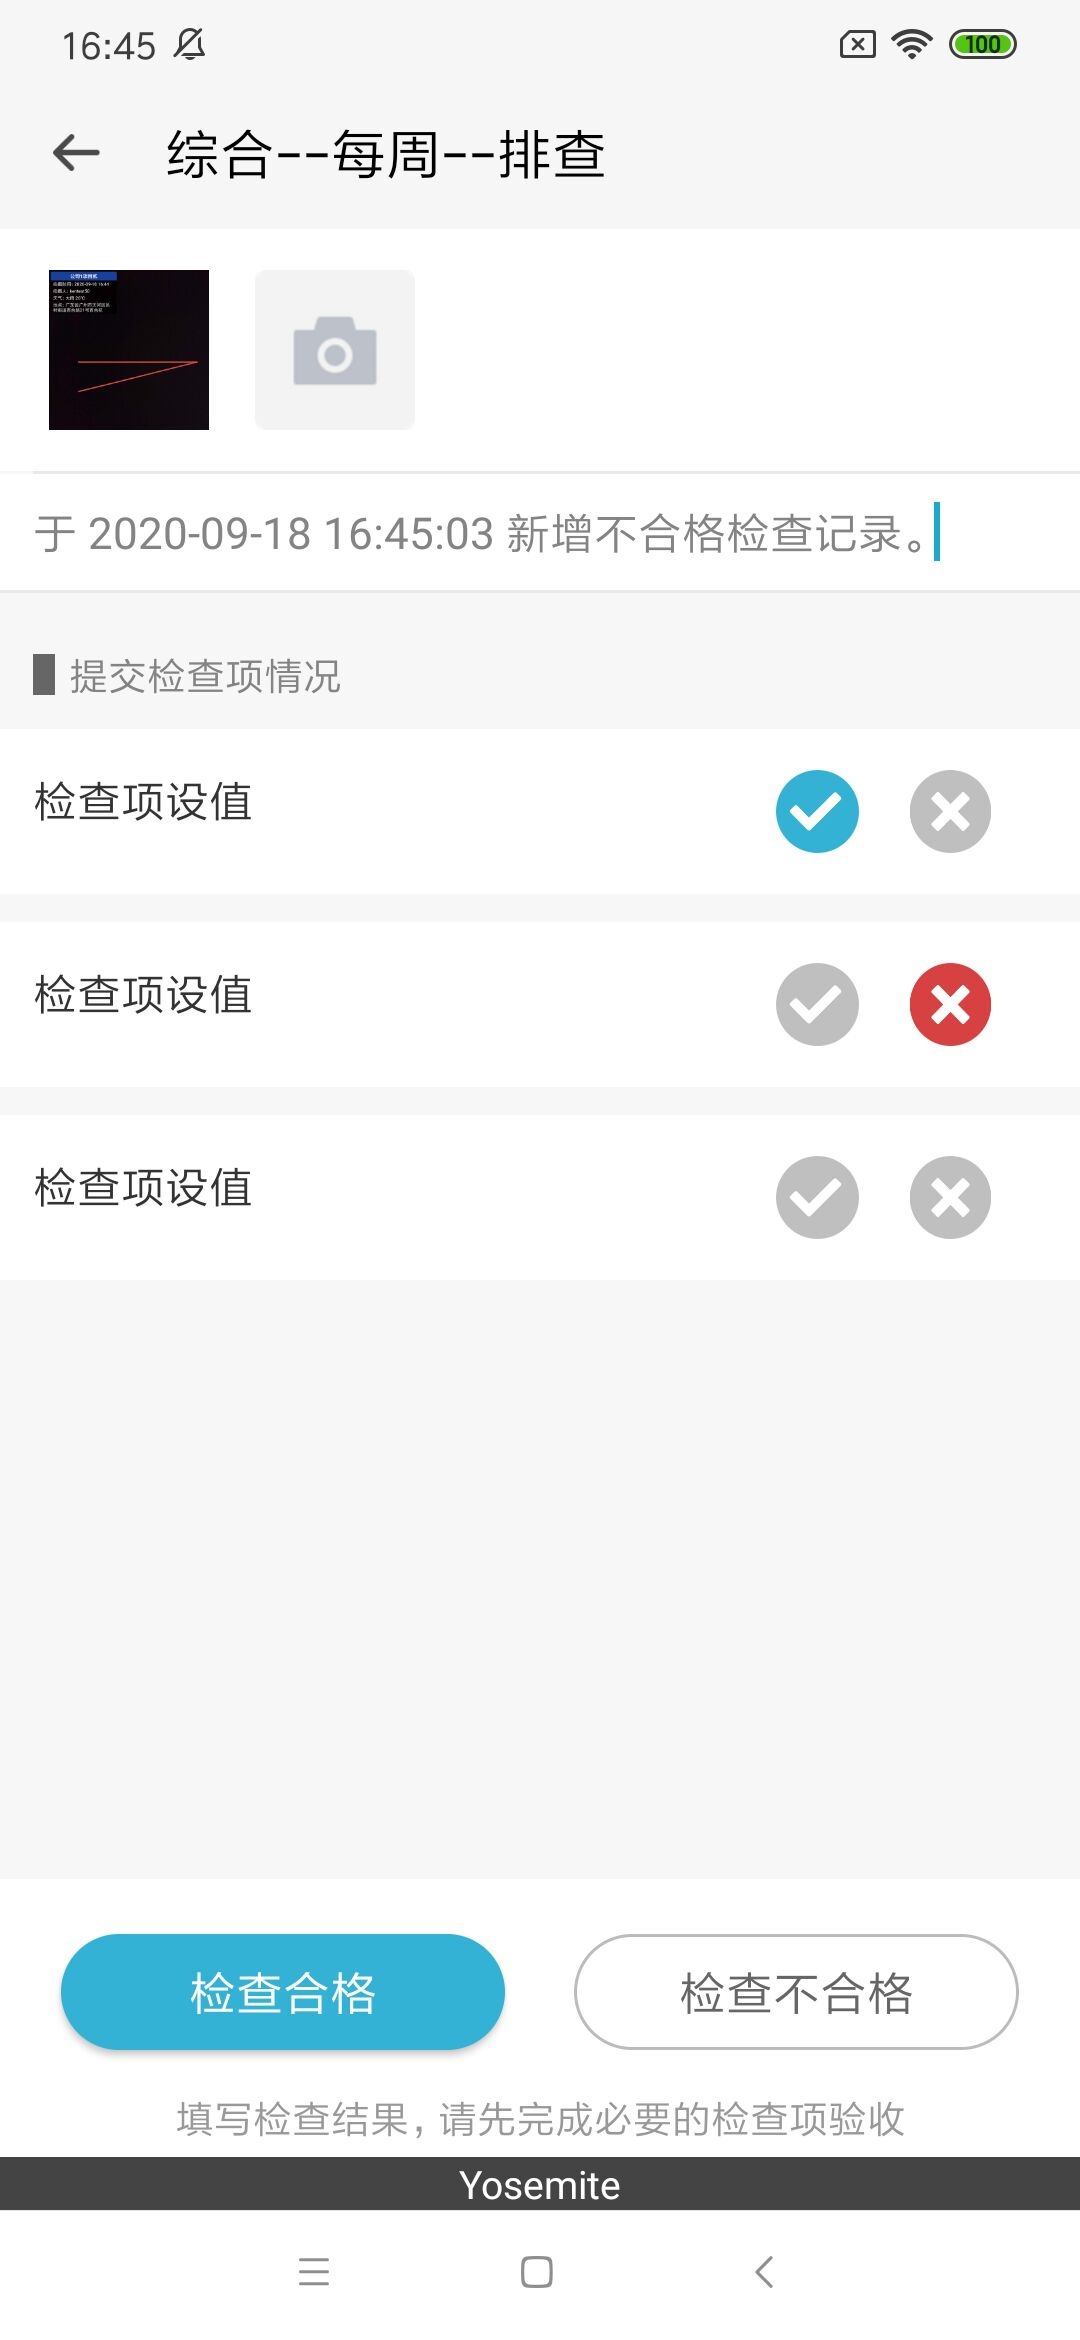 16:45
100
综合--每周--排查
于 2020-09-18 16:45:03 新增不合格检查记录。
提交检查项情况
检查项设值
检查项设值
检查项设值
检查合格
检查不合格
填写检查结果，请先完成必要的检查项验收
Yosemite